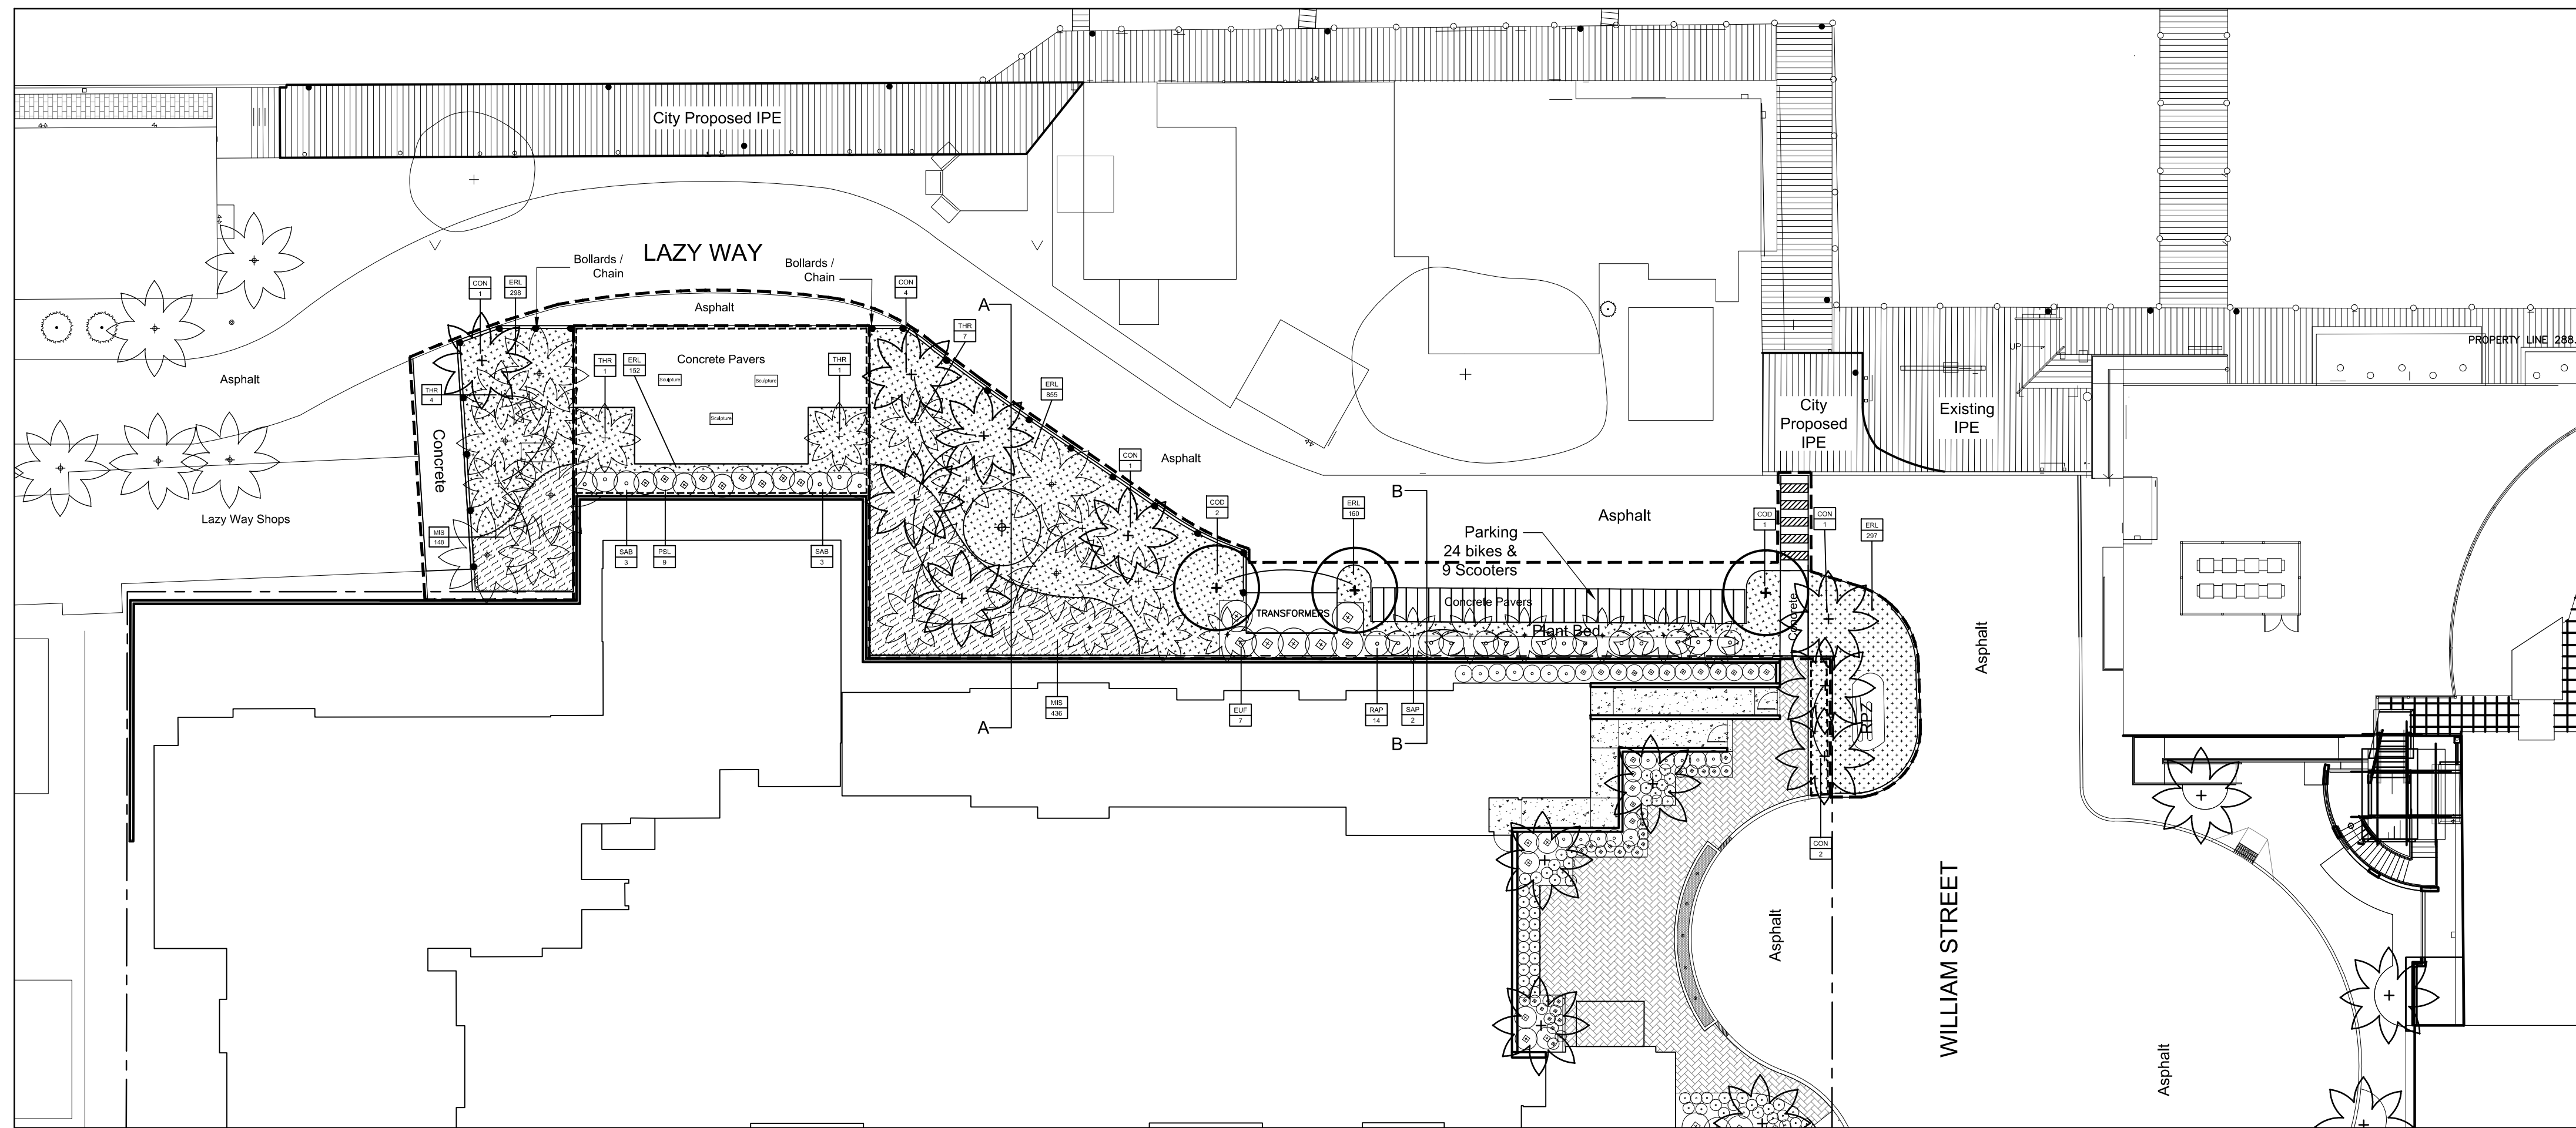 City Proposed IPE
LAZY WAY
Bollards /
Chain
Bollards /
Chain
CON
1
ERL
298
CON
4
A
Asphalt
THR
7
PROPERTY LINE 288.
UP
THR
1
ERL
152
Concrete Pavers
THR
1
Sculpture
Sculpture
Sculpture
Asphalt
THR
4
ERL
855
City
Proposed
IPE
Existing
IPE
Concrete
CON
1
Asphalt
B
COD
2
ERL
160
Parking
24 bikes &
9 Scooters
Asphalt
COD
1
CON
1
ERL
297
Lazy Way Shops
MIS
148
SAB
3
PSL
9
SAB
3
TRANSFORMERS
Concrete Pavers
Plant Bed
Concrete
Asphalt
MIS
436
EUF
7
RAP
14
SAP
2
A
B
RPZ
CON
2
WILLIAM STREET
Asphalt
Asphalt